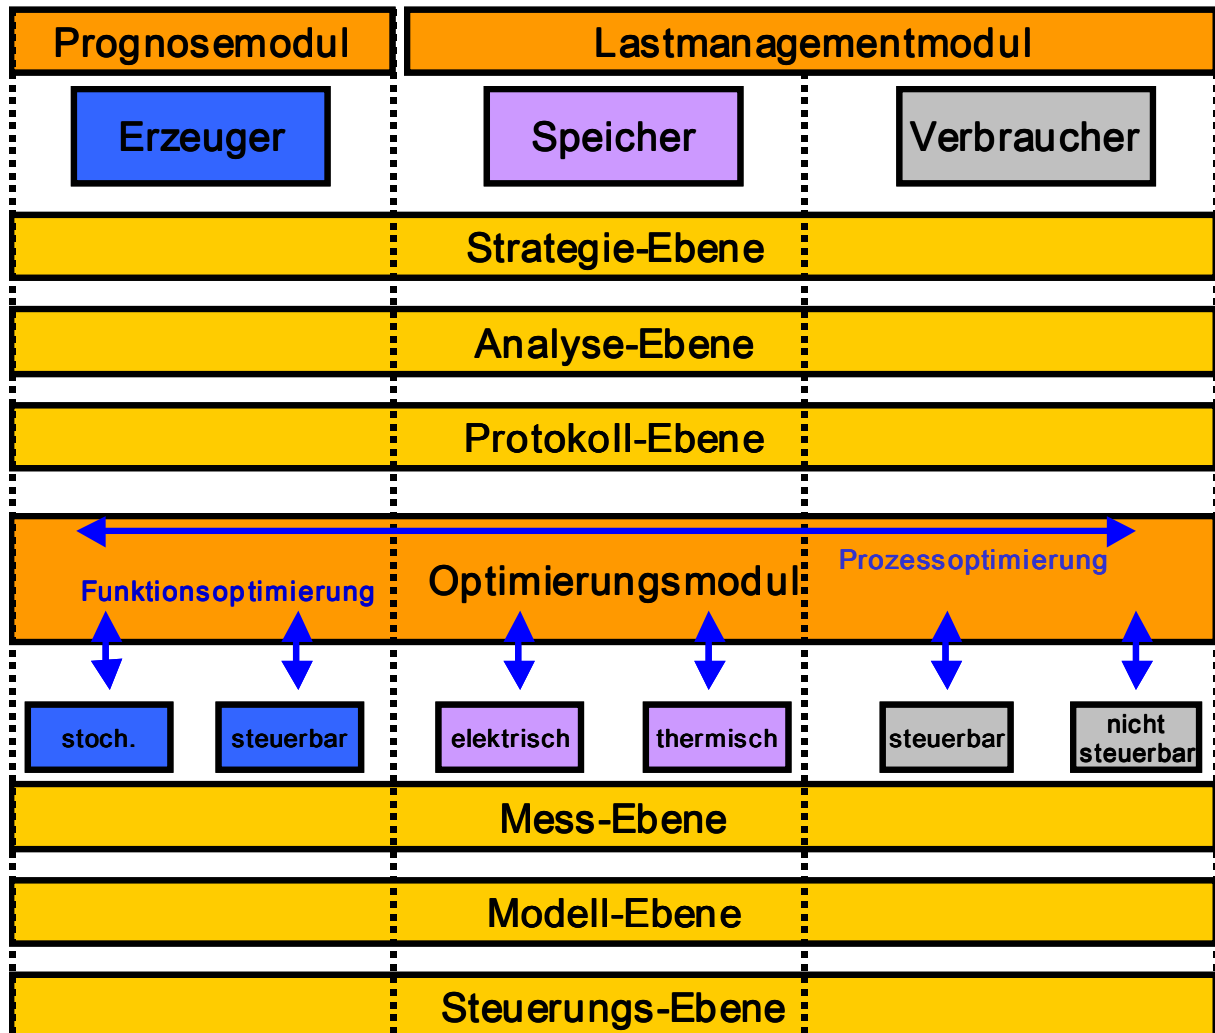 Prognosemodul
Lastmanagementmodul
Erzeuger
Speicher
Verbraucher
Strategie-Ebene
Analyse-Ebene
Protokoll-Ebene
Prozessoptimierung
Funktionsoptimierung
Optimierungsmodul
stoch.
steuerbar
elektrisch
thermisch
steuerbar
nicht
steuerbar
Mess-Ebene
Modell-Ebene
Steuerungs-Ebene